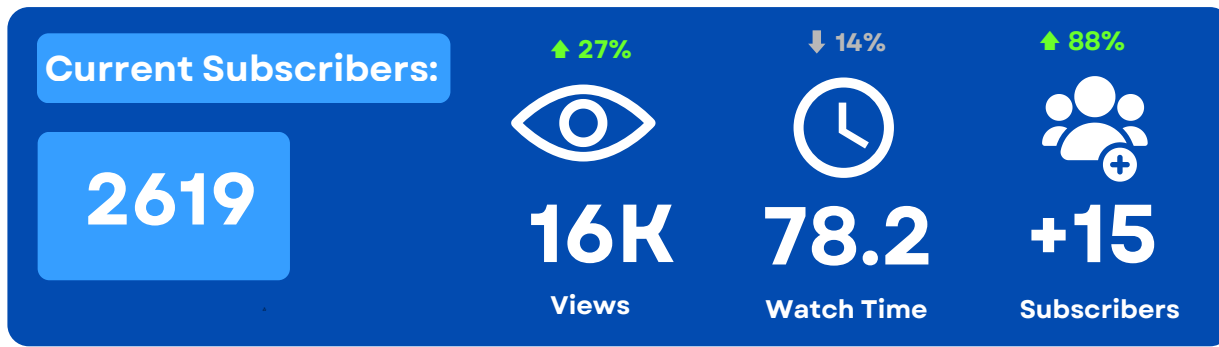 Current Subscribers:
2619
27%
16K
Views
14%
78.2
Watch Time
88%
+15
Subscribers